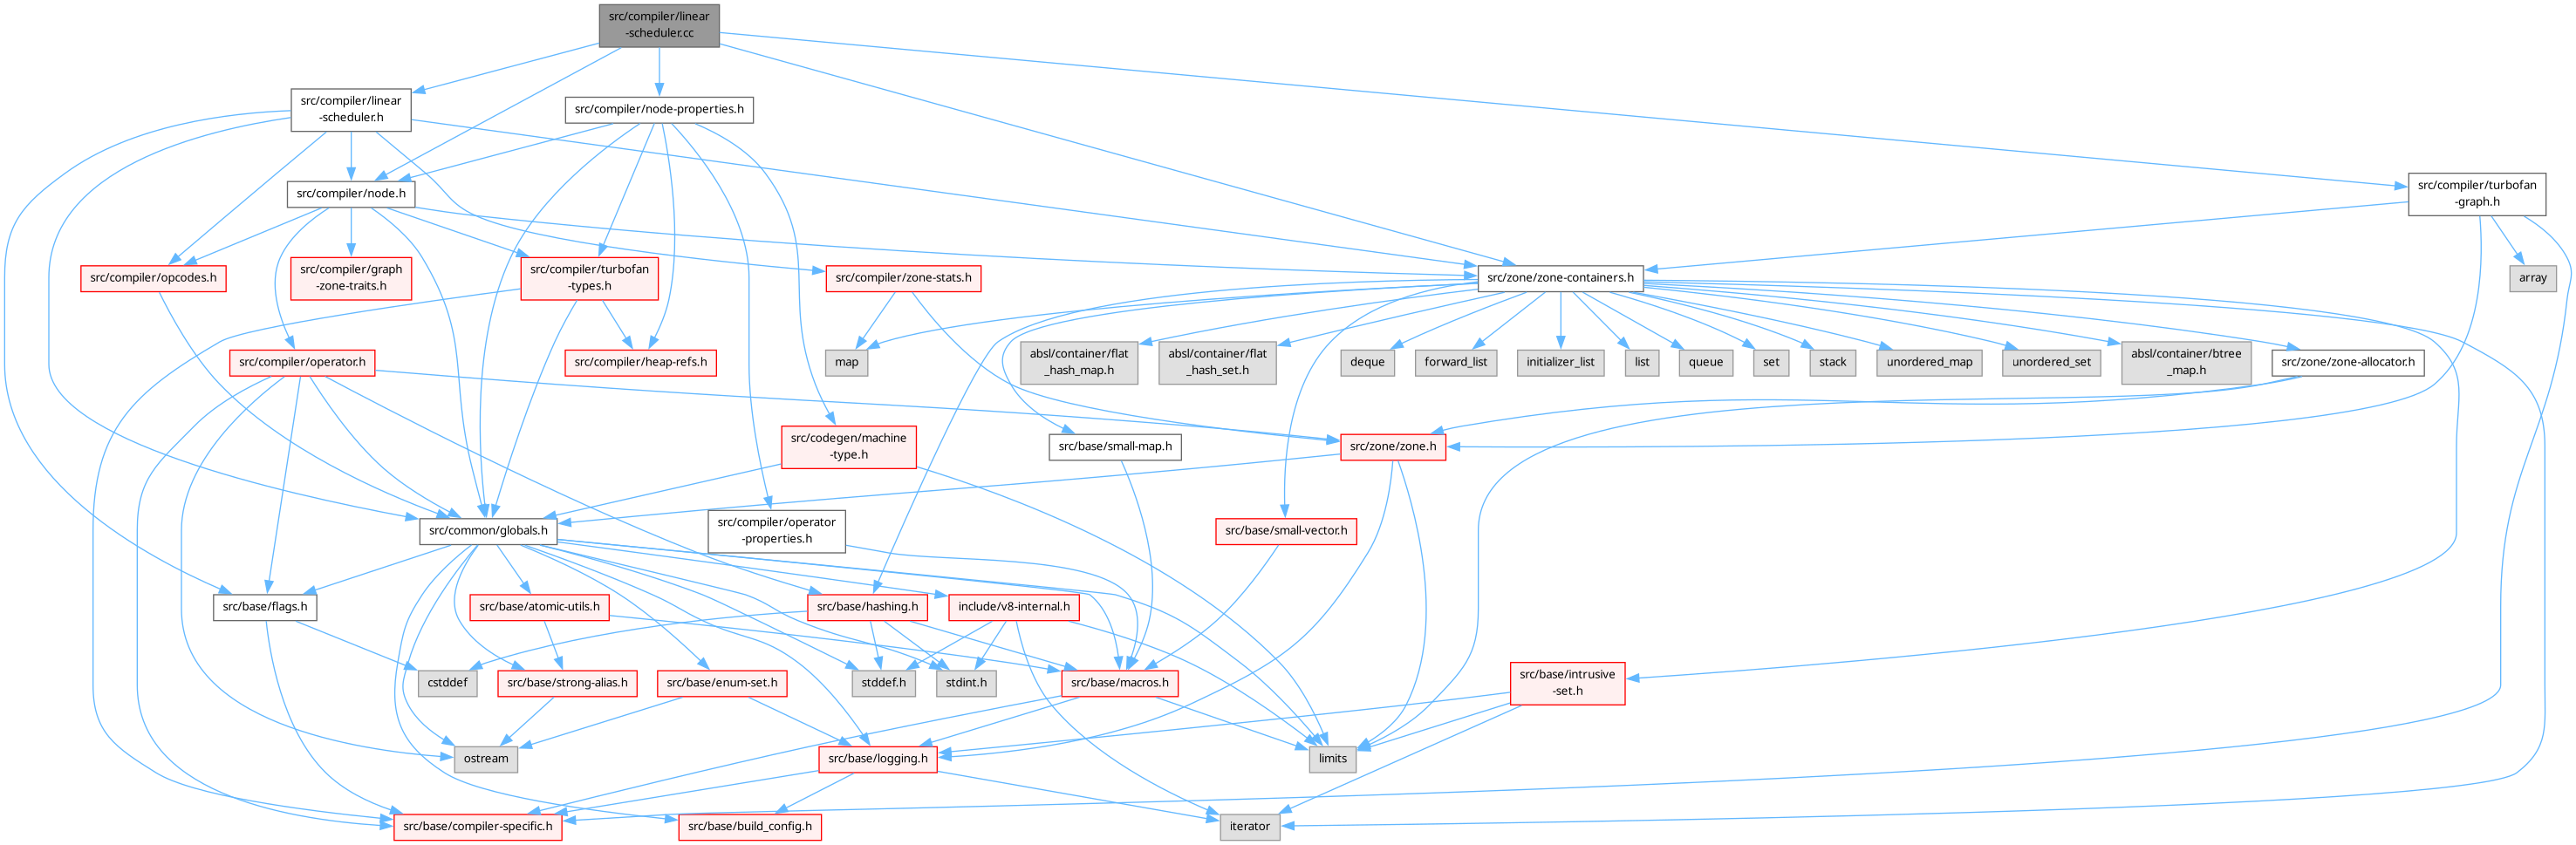 src/compiler/linear
-scheduler.cc
src/compiler/linear
-scheduler.h
src/compiler/node-properties.h
src/compiler/node.h
src/compiler/turbofan
-graph.h
src/compiler/opcodes.h
src/compiler/graph
-zone-traits.h
src/compiler/turbofan
-types.h
src/compiler/zone-stats.h
src/zone/zone-containers.h
array
src/compiler/operator.h
src/compiler/heap-refs.h
map
absl/container/flat
_hash_map.h
absl/container/flat
_hash_set.h
deque
forward_list
initializer_list
list
queue
set
stack
unordered_map
unordered_set
absl/container/btree
_map.h
src/zone/zone-allocator.h
src/codegen/machine
-type.h
src/base/small-map.h
src/zone/zone.h
src/common/globals.h
src/compiler/operator
-properties.h
src/base/small-vector.h
src/base/flags.h
src/base/atomic-utils.h
src/base/hashing.h
include/v8-internal.h
cstddef
src/base/strong-alias.h
src/base/enum-set.h
stddef.h
stdint.h
src/base/macros.h
src/base/intrusive
-set.h
ostream
src/base/logging.h
limits
src/base/compiler-specific.h
src/base/build_config.h
iterator